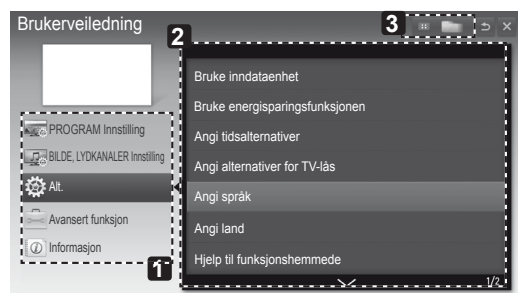 Brukerveiledning
3
2
PROGRAM Innstilling
BILDE, LYDKANALER Innstilling
Alt.
Avansert funksjon
Informasjon
1
Bruke inndataenhet
Bruke energisparingsfunksjonen
Angi tidsalternativer
Angi alternativer for TV-lås
Angi språk
Angi land
Hjelp til funksjonshemmede
1/2